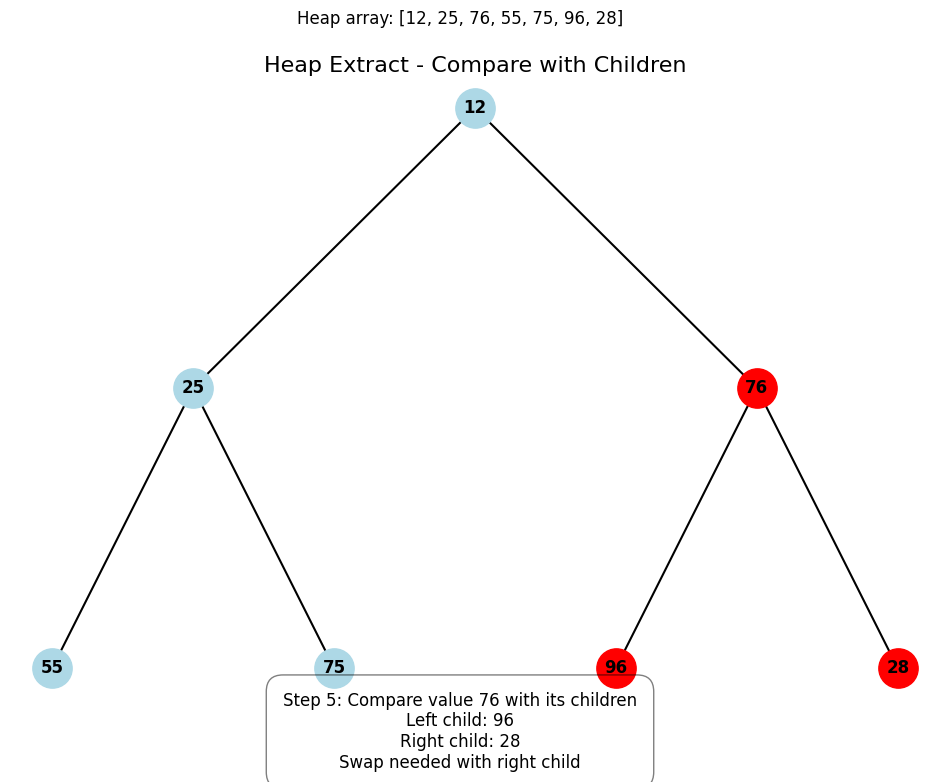 Heap array: [12, 25, 76, 55, 75, 96, 28]
Heap Extract - Compare with Children
12
25
76
55
75
96
28
Step 5: Compare value 76 with its children
Left child: 96
Right child: 28
Swap needed with right child